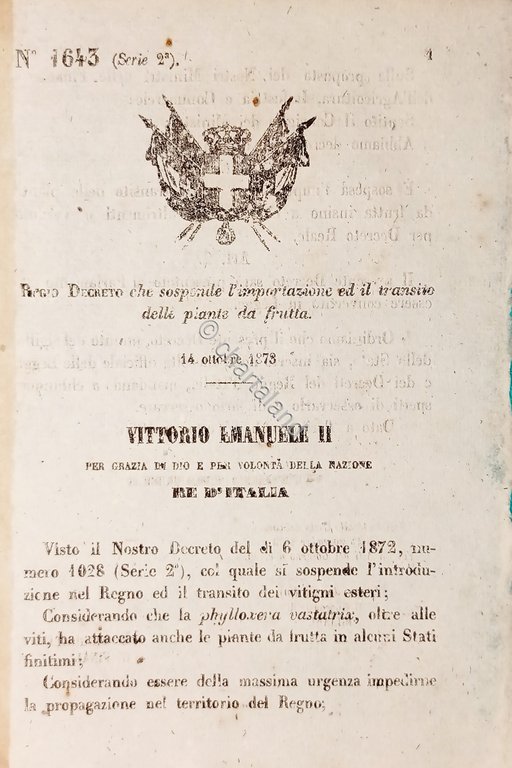 N° 1643 (Serie 2ª).
1
REGIO DECRETO che sospende l'importazione ed il transito
delle piante da frutta.
14 ottobre 1873
VITTORIO EMANUELE II
PER GRAZIA DI DIO E PER VOLONTÀ DELLA NAZIONE
RE D'ITALIA
Visto il Nostro Decreto del dì 6 ottobre 1872, nu-
mero 1028 (Serie 2ª), col quale si sospende l'introdu-
zione nel Regno ed il transito dei vitigni esteri;
Considerando che la phylloxera vastatrix, oltre alle
viti, ha attaccato anche le piante da frutta in alcuni Stati
finitimi;
Considerando essere della massima urgenza impedirne
la propagazione nel territorio del Regno;
© chartaland